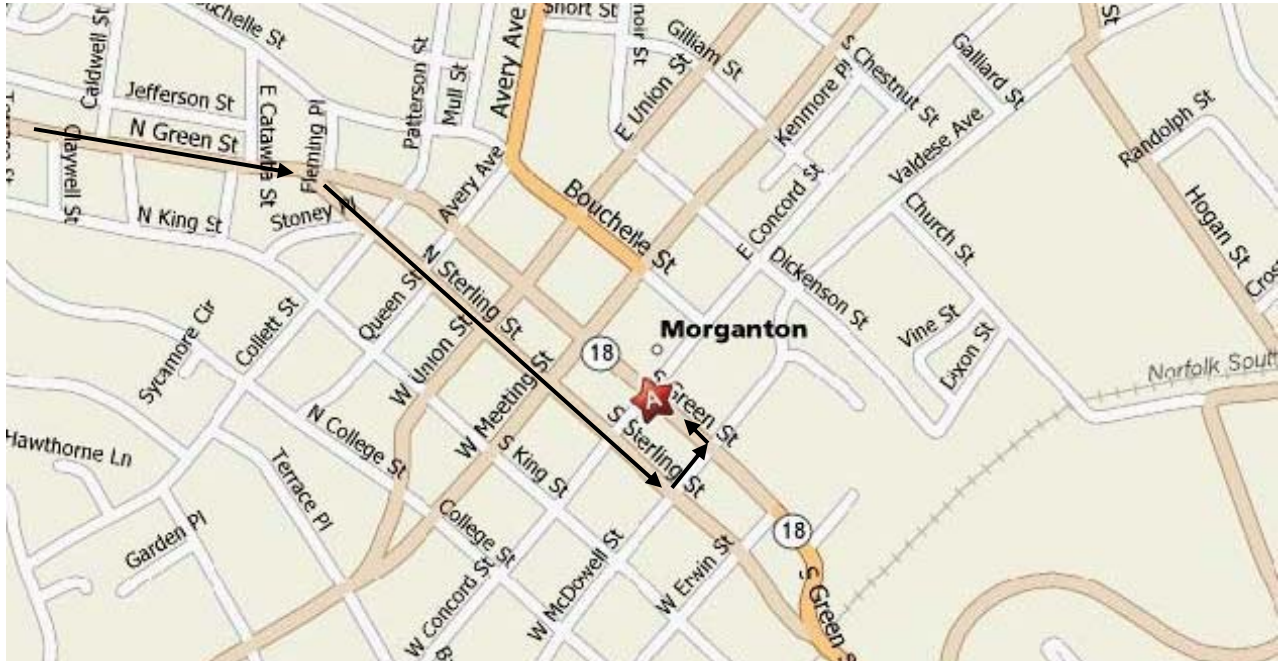 Short St
Avery Ave
Gilliam St
S Chestnut St
Galliard St
St
Caldwell St
Jefferson St
E Catawba St
Fleming Pl
Patterson St
Mull St
E Union St
Kenmore Pl
Valdese Ave
Randolph St
N Green St
N King St
Stoney Pl
Avery Ave
Bouchelle St
E Concord St
Church St
Hogan St
N Sterling St
Dickenson St
Sycamore Cir
Collett St
Queen St
W Union St
18
Morganton
Vine St
Dixon St
Norfolk South
A
S Green St
S Sterling St
W Meeting St
Hawthorne Ln
N College St
Terrace Pl
S King St
Garden Pl
College St
W Concord St
W McDowell St
W Erwin St
18
S Green S